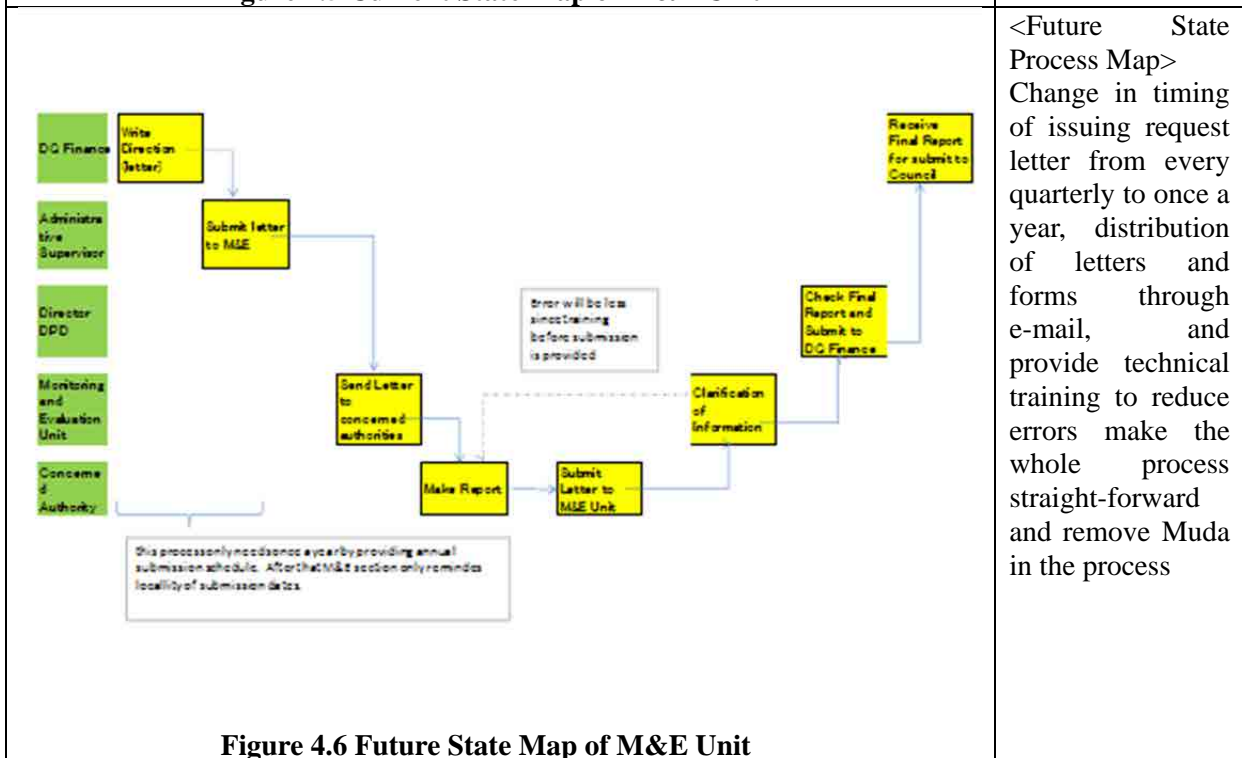 DG Finance
Write
Direction
(letter)
Receive
Final Report
for submit to
Council
Administra
tive
Supervisor
Submit letter
to M&E
Director
DPD
Error will be less
since training
before submission
is provided
Check Final
Report and
Submit to
DG Finance
Monitoring
and
Evaluation
Unit
Send Letter
to
concerned
authorities
Clarification
of
Information
Concerne
d
Authority
Make Report
Submit
Letter to
M&E Unit
this process only needs once a year by providing annual
submission schedule. After that M&E section only reminds
locality of submission dates.
Figure 4.6 Future State Map of M&E Unit
<Future State
Process Map>
Change in timing
of issuing request
letter from every
quarterly to once a
year, distribution
of letters and
forms through
e-mail, and
provide technical
training to reduce
errors make the
whole process
straight-forward
and remove Muda
in the process